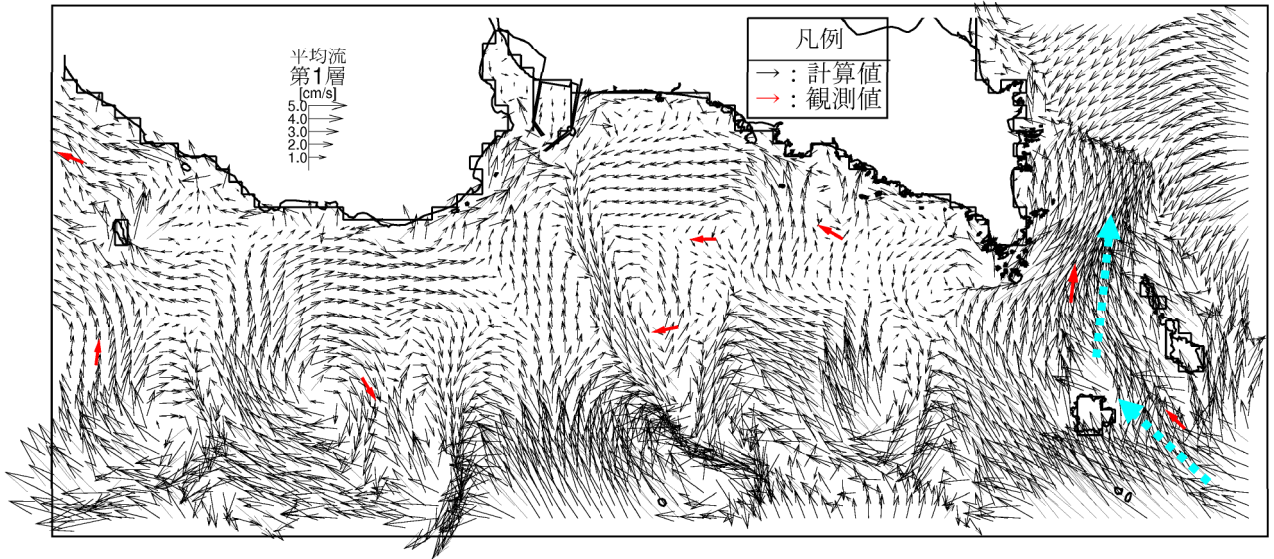 平均流
第1層
[cm/s]
5.0
4.0
3.0
2.0
1.0
凡例
→ : 計算値
→ : 観測値